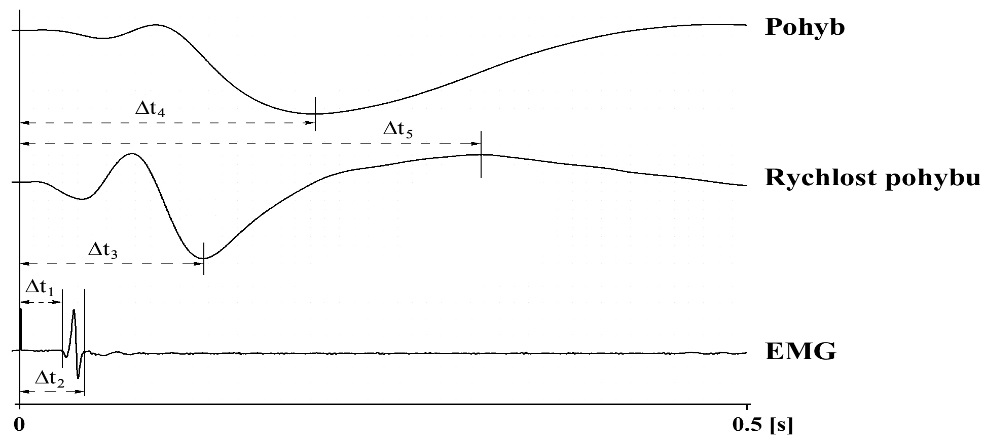 Pohyb
Δt4
Δt5
Rychlost pohybu
Δt3
Δt1
EMG
Δt2
0 0.5 [s]